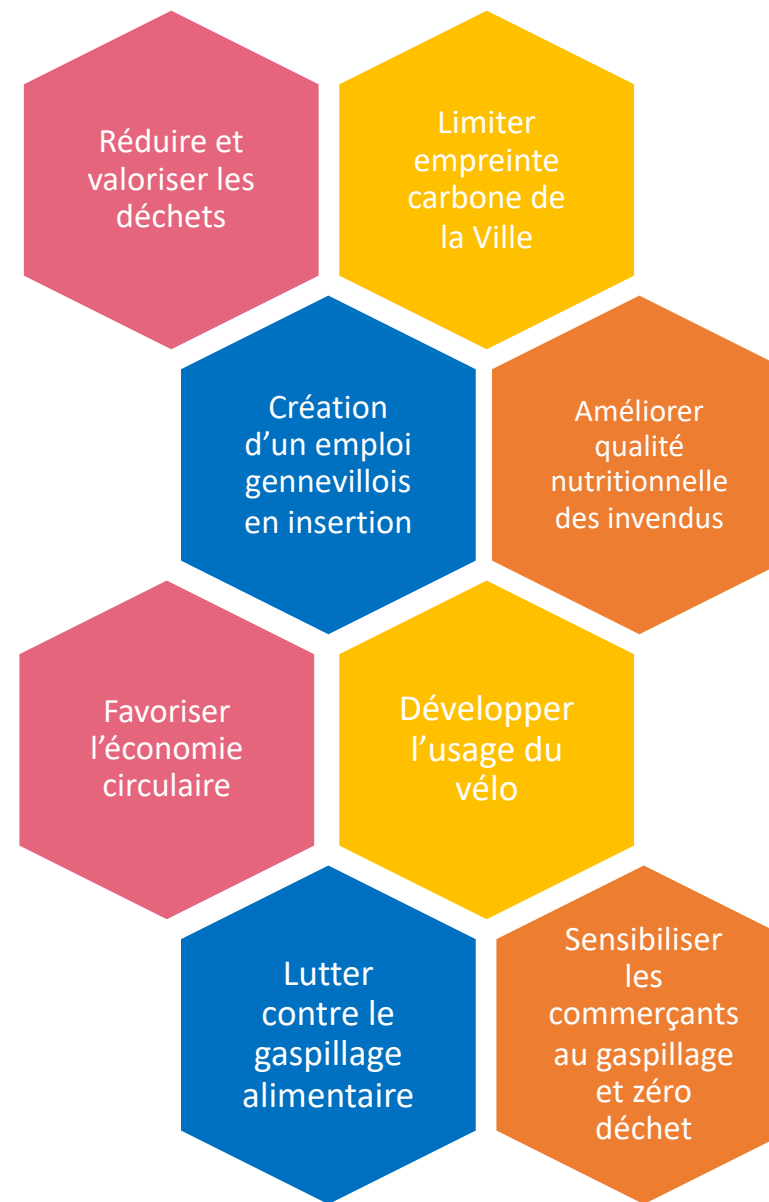 Réduire et
valoriser les
déchets
Limiter
empreinte
carbone de
la Ville
Création
d’un emploi
gennevillois
en insertion
Améliorer
qualité
nutritionnelle
des invendus
Favoriser
l’économie
circulaire
Développer
l’usage du
vélo
Lutter
contre le
gaspillage
alimentaire
Sensibiliser
les
commerçants
au gaspillage
et zéro
déchet